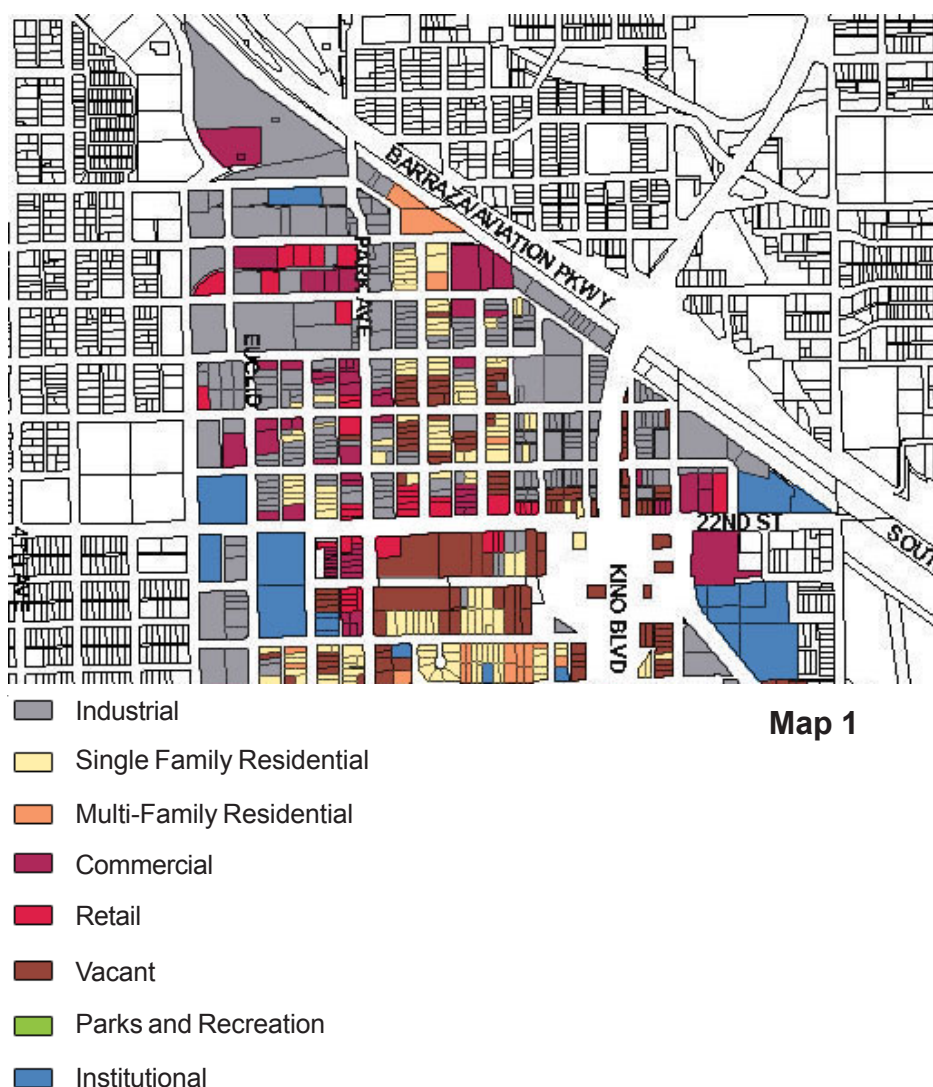 BARRAZA/AVIATION PKWY
PARK AVE
EUCLID
22ND ST
SOUT
4TH AVE
KINO BLVD
Map 1
Industrial
Single Family Residential
Multi-Family Residential
Commercial
Retail
Vacant
Parks and Recreation
Institutional